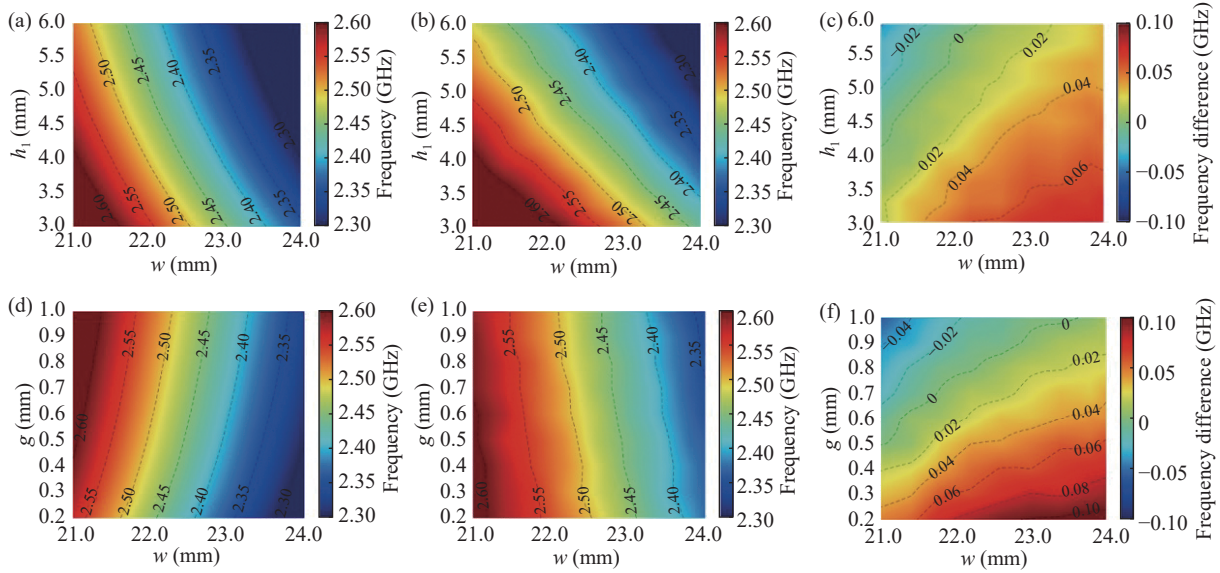 (a)
6.0
5.5
5.0
4.5
4.0
3.5
3.0
h1 (mm)
21.0 22.0 23.0 24.0
w (mm)
2.50 2.45 2.40 2.35
2.30
2.60 2.55 2.50 2.45 2.40 2.35
2.60
2.55
2.50
2.45
2.40
2.35
2.30
Frequency (GHz)
(b)
6.0
5.5
5.0
4.5
4.0
3.5
3.0
h1 (mm)
21.0 22.0 23.0 24.0
w (mm)
2.40 2.30
2.50 2.45 2.35
2.40
2.60 2.55 2.50 2.45
2.60
2.55
2.50
2.45
2.40
2.35
2.30
Frequency (GHz)
(c)
6.0
5.5
5.0
4.5
4.0
3.5
3.0
h1 (mm)
21.0 22.0 23.0 24.0
w (mm)
−0.02 0 0.02
0.04
0.02 0.04 0.06
0.10
0.05
0
−0.05
−0.10
Frequency difference (GHz)
(d)
1.0
0.9
0.8
0.7
0.6
0.5
0.4
0.3
0.2
g (mm)
21.0 22.0 23.0 24.0
w (mm)
2.55 2.50 2.45 2.40 2.35
2.60
2.55 2.50 2.45 2.40 2.35 2.30
2.60
2.55
2.50
2.45
2.40
2.35
2.30
Frequency (GHz)
(e)
1.0
0.9
0.8
0.7
0.6
0.5
0.4
0.3
0.2
g (mm)
21.0 22.0 23.0 24.0
w (mm)
2.55 2.50 2.45 2.40 2.35
2.60 2.55 2.50 2.45 2.40
2.60
2.55
2.50
2.45
2.40
2.35
2.30
Frequency (GHz)
(f)
1.0
0.9
0.8
0.7
0.6
0.5
0.4
0.3
0.2
g (mm)
21.0 22.0 23.0 24.0
w (mm)
−0.04 −0.02 0
0.02
0
0.02 0.04
0.04 0.06
0.06 0.08
0.10
0.10
0.05
0
−0.05
−0.10
Frequency difference (GHz)